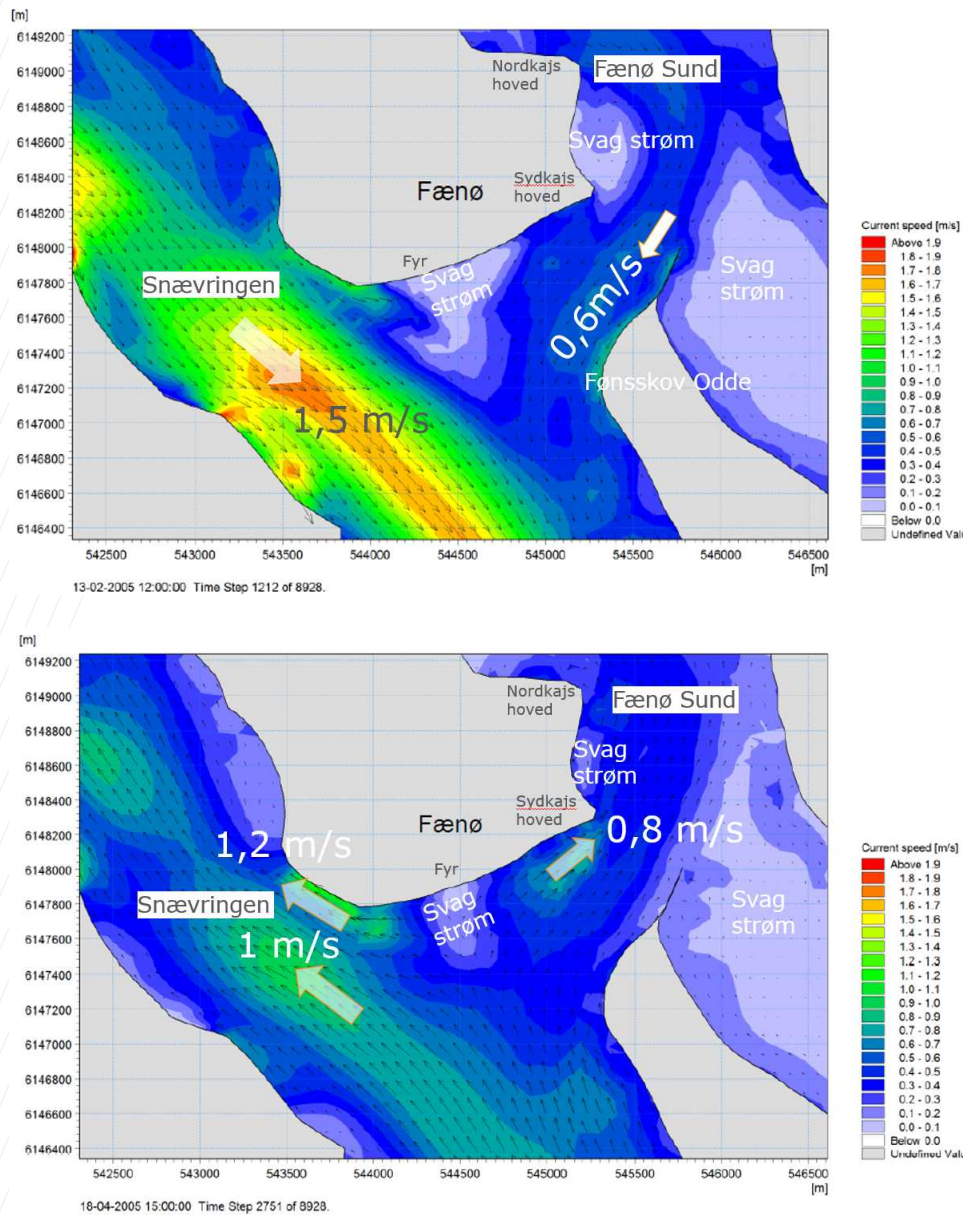 [m]
6149200
6149000
6148800
6148600
6148400
6148200
6148000
6147800
6147600
6147400
6147200
6147000
6146800
6146600
6146400
Nordkajs
hoved
Fænø Sund
Svag strøm
Fænø
Sydkajs
hoved
Fyr
Svag
strøm
Svag
strøm
Snævringen
0,6m/s
Fønsskov Odde
1,5 m/s
542500 543000 543500 544000 544500 545000 545500 546000 546500
[m]
13-02-2005 12:00:00 Time Step 1212 of 8928.
Current speed [m/s]
Above 1.9
1.8 - 1.9
1.7 - 1.8
1.6 - 1.7
1.5 - 1.6
1.4 - 1.5
1.3 - 1.4
1.2 - 1.3
1.1 - 1.2
1.0 - 1.1
0.9 - 1.0
0.8 - 0.9
0.7 - 0.8
0.6 - 0.7
0.5 - 0.6
0.4 - 0.5
0.3 - 0.4
0.2 - 0.3
0.1 - 0.2
0.0 - 0.1
Below 0.0
Undefined Val
[m]
6149200
6149000
6148800
6148600
6148400
6148200
6148000
6147800
6147600
6147400
6147200
6147000
6146800
6146600
6146400
Nordkajs
hoved
Fænø Sund
Svag
strøm
Sydkajs
hoved
Fænø
0,8 m/s
1,2 m/s
Fyr
Snævringen
Svag
strøm
Svag
strøm
1 m/s
542500 543000 543500 544000 544500 545000 545500 546000 546500
[m]
18-04-2005 15:00:00 Time Step 2751 of 8928.
Current speed [m/s]
Above 1.9
1.8 - 1.9
1.7 - 1.8
1.6 - 1.7
1.5 - 1.6
1.4 - 1.5
1.3 - 1.4
1.2 - 1.3
1.1 - 1.2
1.0 - 1.1
0.9 - 1.0
0.8 - 0.9
0.7 - 0.8
0.6 - 0.7
0.5 - 0.6
0.4 - 0.5
0.3 - 0.4
0.2 - 0.3
0.1 - 0.2
0.0 - 0.1
Below 0.0
Undefined Val